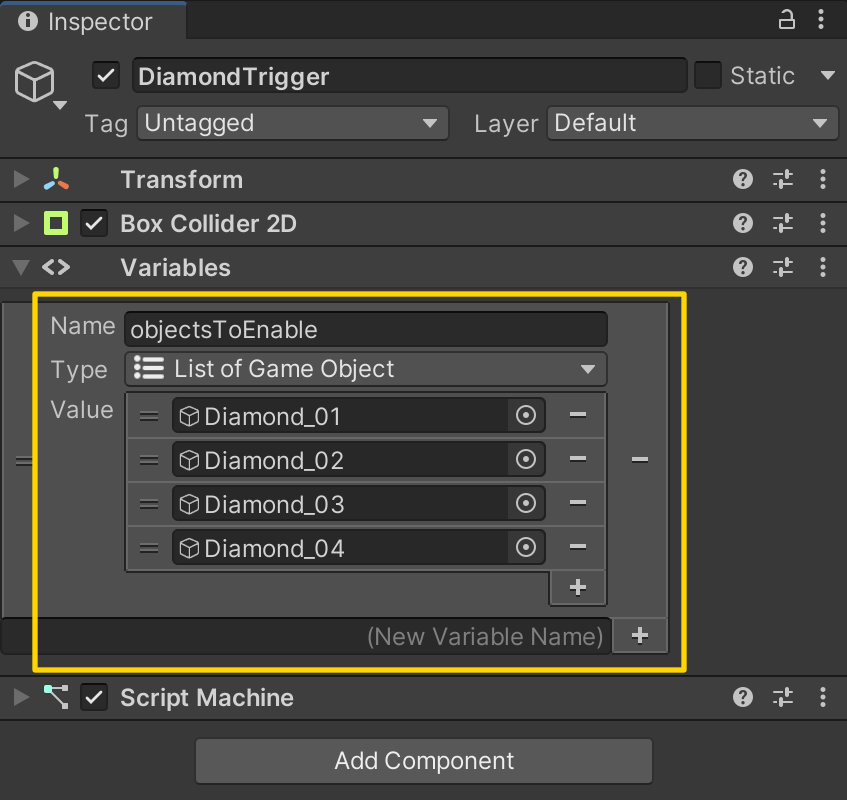 Inspector
DiamondTrigger Static
Tag Untagged Layer Default
Transform
Box Collider 2D
Variables
Name objectsToEnable
Type List of Game Object
Value Diamond_01
Diamond_02
Diamond_03
Diamond_04
(New Variable Name)
Script Machine
Add Component